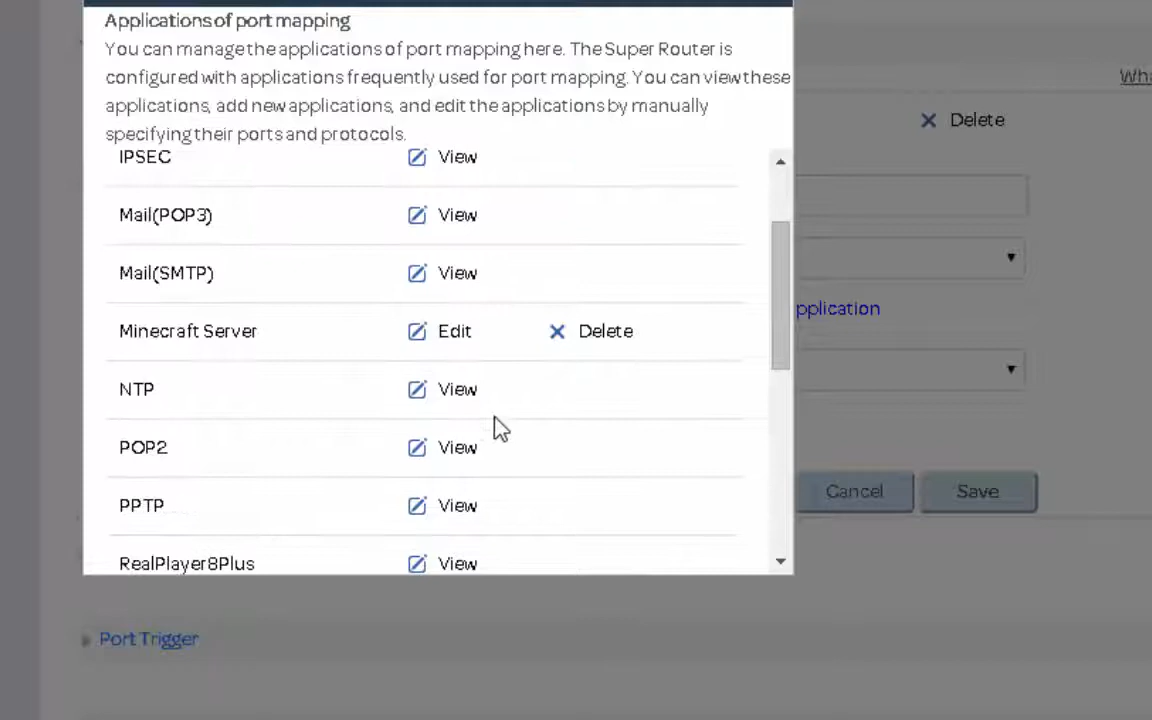 Applications of port mapping
You can manage the applications of port mapping here. The Super Router is
configured with applications frequently used for port mapping. You can view these
applications, add new applications, and edit the applications by manually
specifying their ports and protocols.
Delete
IPSEC View
Mail(POP3) View
Mail(SMTP) View
pplication
Minecraft Server Edit Delete
NTP View
POP2 View
Cancel Save
PPTP View
RealPlayer8Plus View
Port Trigger